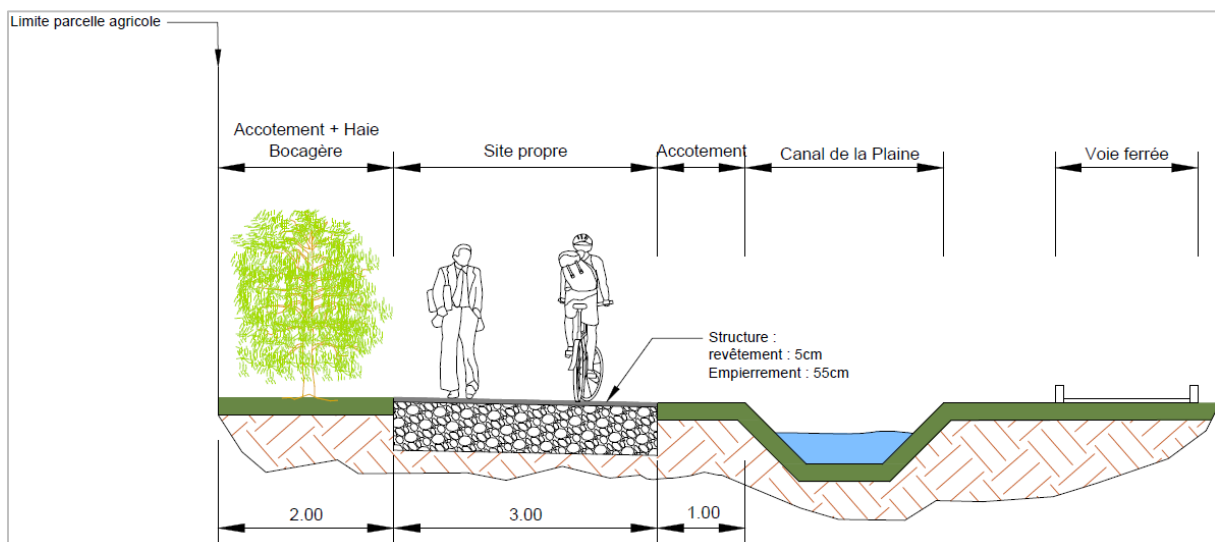 Limite parcelle agricole
Accotement + Haie
Bocagère
Site propre
Accotement
Canal de la Plaine
Voie ferrée
Structure :
revêtement : 5cm
Empierrement : 55cm
2.00
3.00
1.00